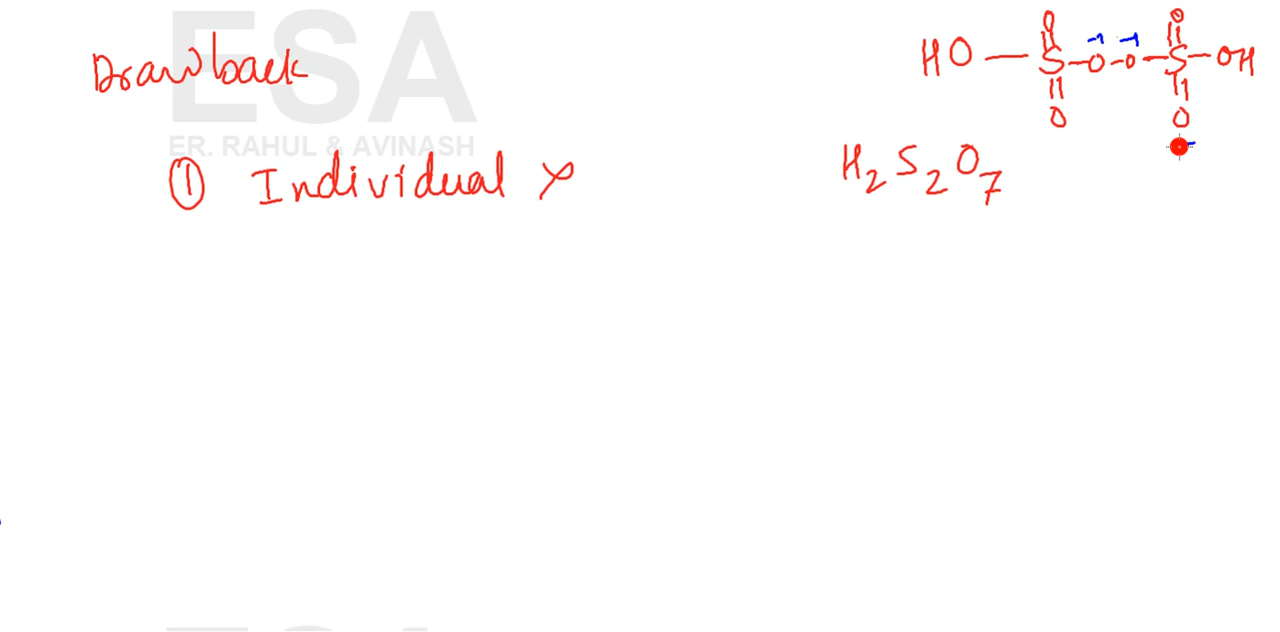 ESA
Drawback
ER. RAHUL & AVINASH
① Individual ×
O O
HO — S — O - O — S — OH
-1 -1
O O
H2S2O7